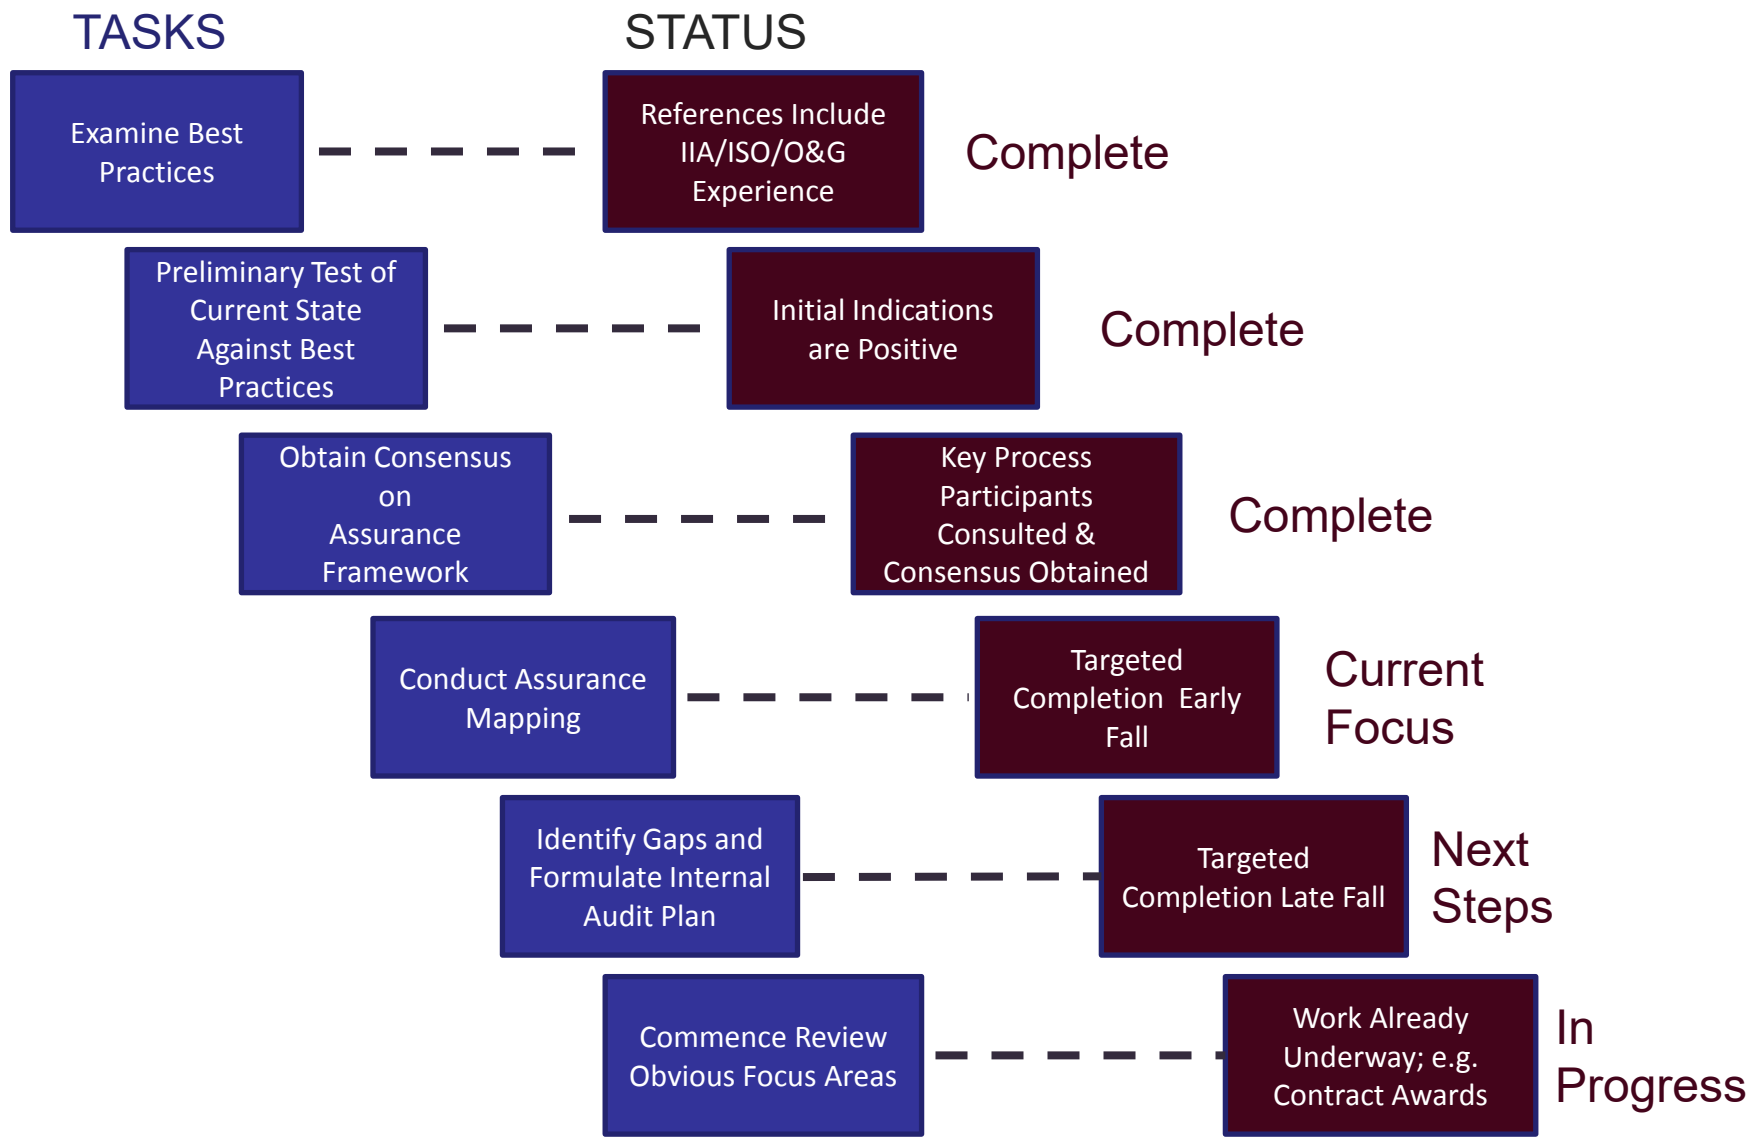 TASKS
STATUS
Examine Best
Practices
References Include
IIA/ISO/O&G
Experience
Complete
Preliminary Test of
Current State
Against Best
Practices
Initial Indications
are Positive
Complete
Obtain Consensus
on
Assurance
Framework
Key Process
Participants
Consulted &
Consensus Obtained
Complete
Conduct Assurance
Mapping
Targeted
Completion Early
Fall
Current
Focus
Identify Gaps and
Formulate Internal
Audit Plan
Targeted
Completion Late Fall
Next
Steps
Commence Review
Obvious Focus Areas
Work Already
Underway; e.g.
Contract Awards
In
Progress